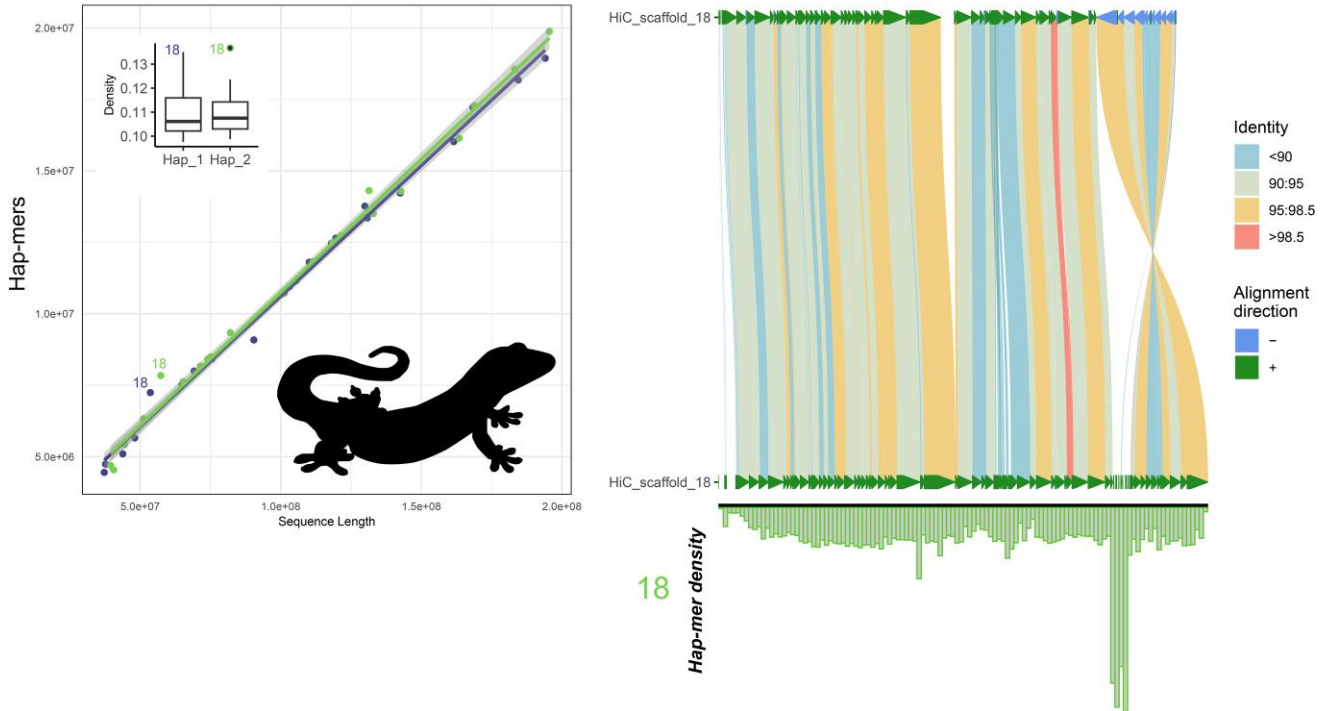 2.0e+07
1.5e+07
1.0e+07
5.0e+06
Hap-mers
5.0e+07
1.0e+08
1.5e+08
2.0e+08
Sequence Length
18
18
0.13
0.12
0.11
0.10
Density
Hap_1
Hap_2
18
18
HiC_scaffold_18
HiC_scaffold_18
Identity
<90
90:95
95:98.5
>98.5
Alignment
direction
−
+
18
Hap-mer density